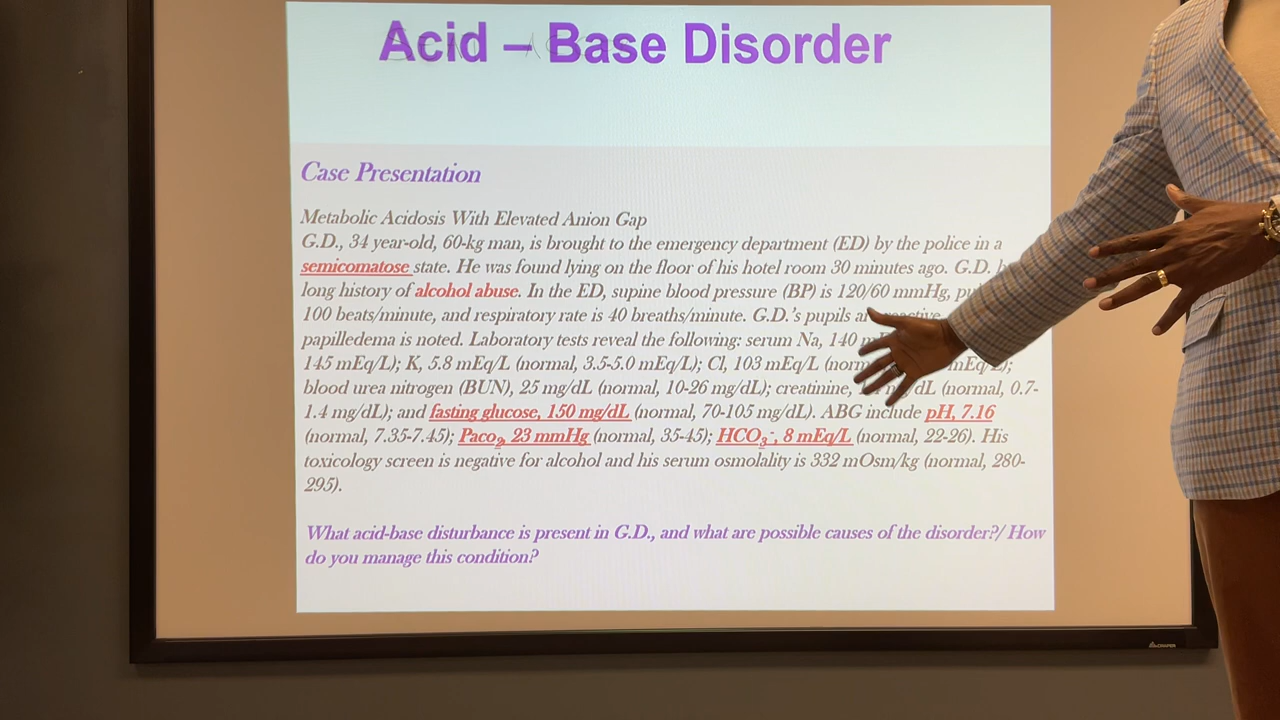 Acid – Base Disorder
Case Presentation
Metabolic Acidosis With Elevated Anion Gap
G.D., 34 year-old, 60-kg man, is brought to the emergency department (ED) by the police in a
semicomatose state. He was found lying on the floor of his hotel room 30 minutes ago. G.D.
long history of alcohol abuse. In the ED, supine blood pressure (BP) is 120/60 mmHg,
100 beats/minute, and respiratory rate is 40 breaths/minute. G.D.'s pupils reactive
papilledema is noted. Laboratory tests reveal the following: serum Na, 140
145 mEq/L); K, 5.8 mEq/L (normal, 3.5-5.0 mEq/L); Cl, 103 mEq/L mEq/L);
blood urea nitrogen (BUN), 25 mg/dL (normal, 10-26 mg/dL); creatinine, dL (normal, 0.7-
1.4 mg/dL); and fasting glucose, 150 mg/dL (normal, 70-105 mg/dL). ABG include pH, 7.16
(normal, 7.35-7.45); Paco₂, 23 mmHg (normal, 35-45); HCO₃⁻, 8 mEq/L (normal, 22-26). His
toxicology screen is negative for alcohol and his serum osmolality is 332 mOsm/kg (normal, 280-
295).
What acid-base disturbance is present in G.D., and what are possible causes of the disorder?/ How
do you manage this condition?